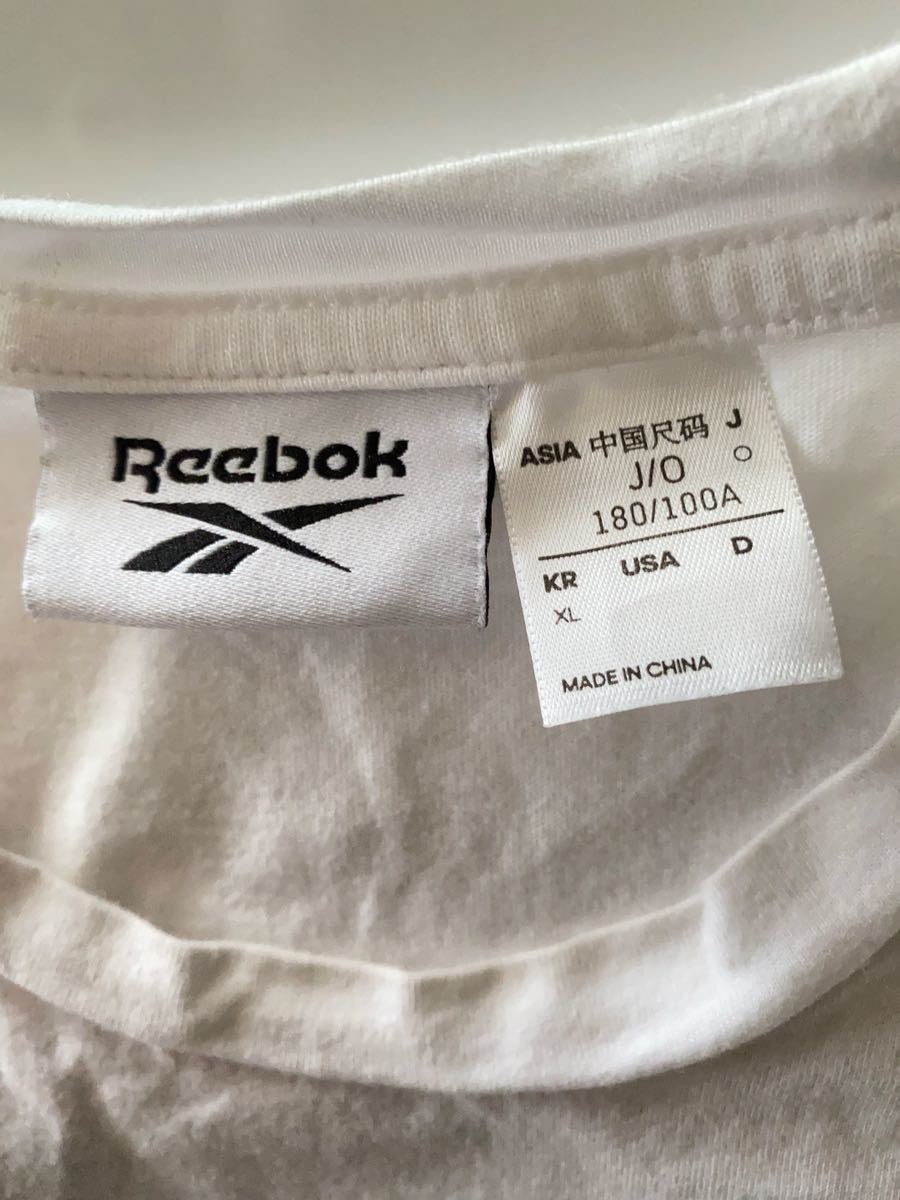 Reebok
ASIA 中国尺码 J
J/O O
180/100A
KR USA D
XL
MADE IN CHINA